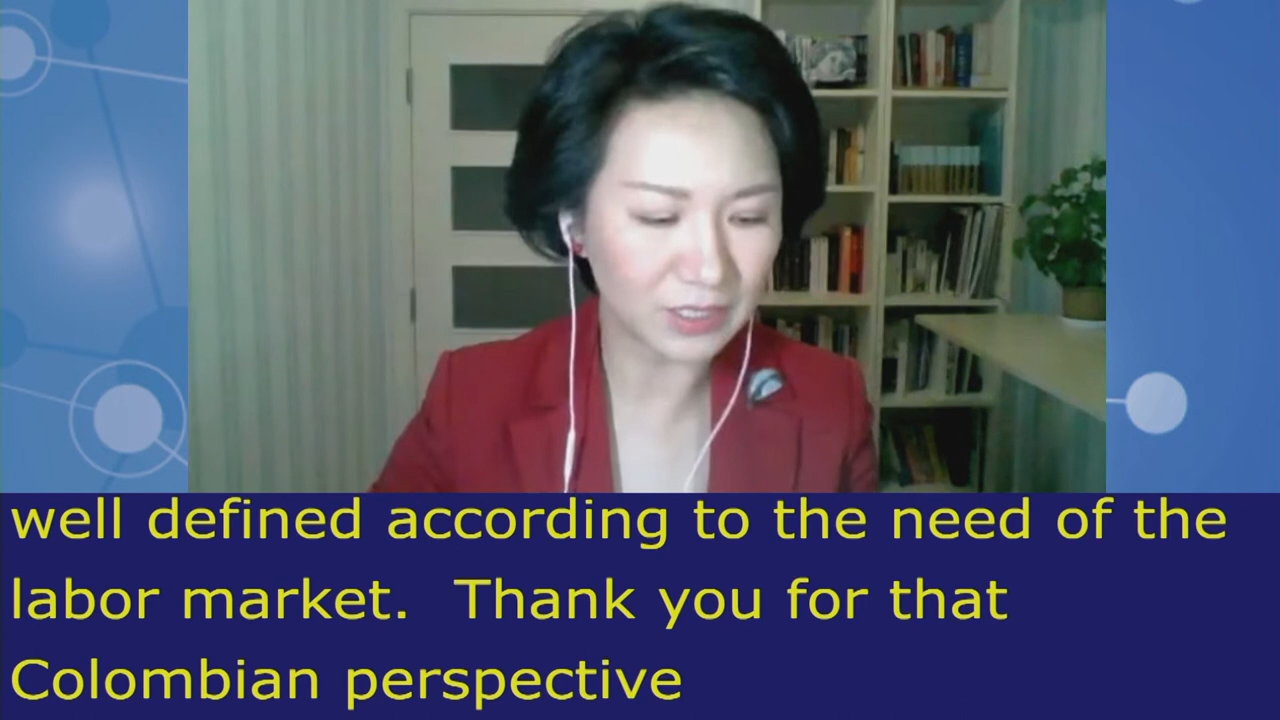 well defined according to the need of the
labor market.  Thank you for that
Colombian perspective